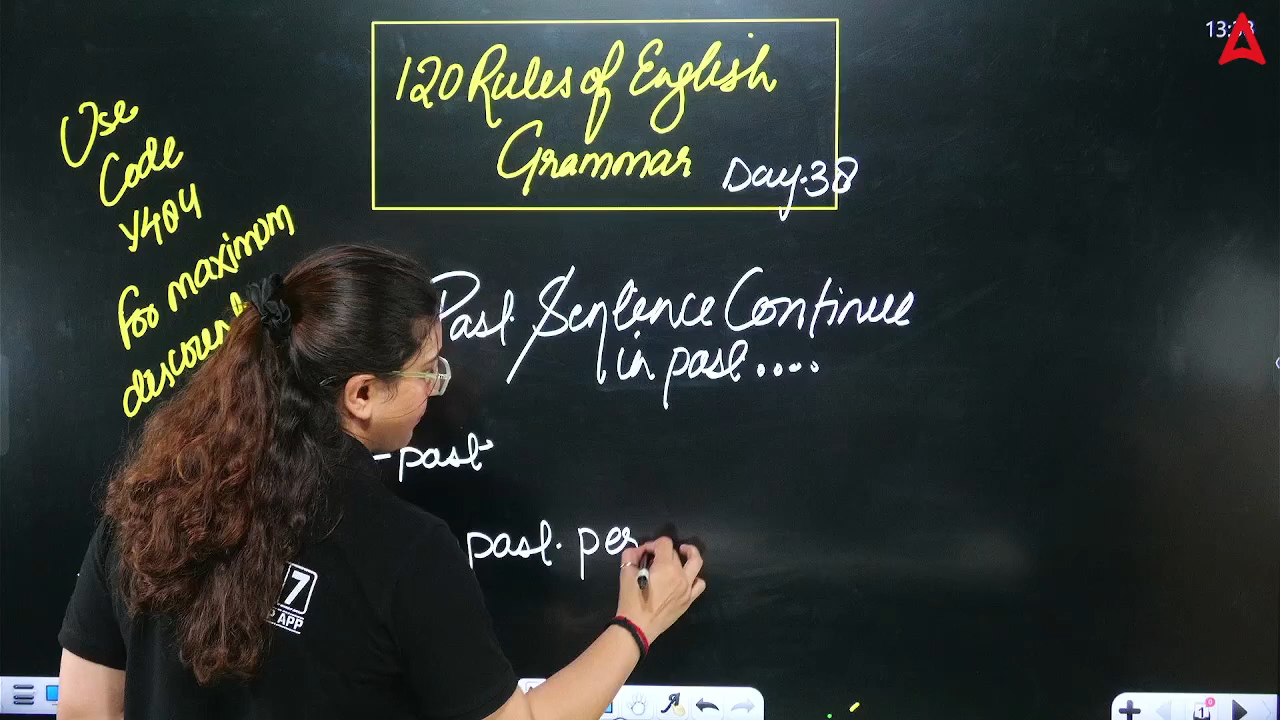 13:
120 Rules of English
Grammar
Day.38
Use
Code
Y404
For maximum
Past. Sentence Continue
in past ....
- past
past. per
7
APP
1